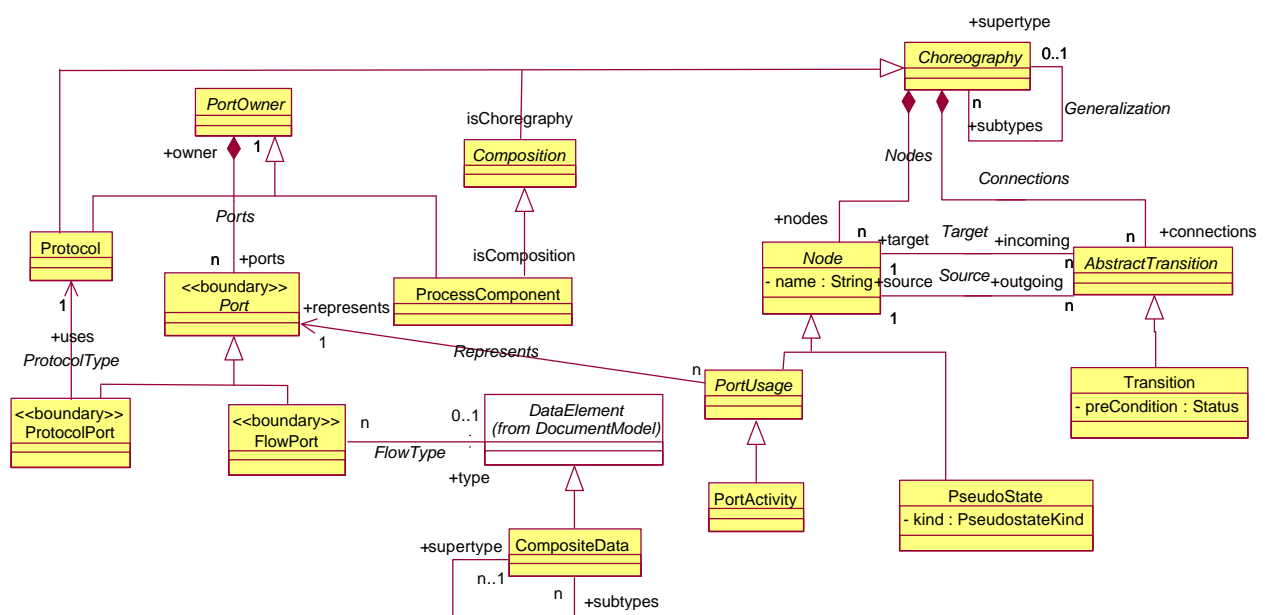 +supertype
Choreography
0..1
n
+subtypes
Generalization
PortOwner
+owner
1
isChoregraphy
Composition
Nodes
Connections
Ports
+nodes
n
+target
Target
+incoming
n
+connections
Protocol
n
+ports
isComposition
Node
- name : String
1
+source
Source
+outgoing
n
AbstractTransition
1
n
<<boundary>>
Port
ProcessComponent
1
+uses
ProtocolType
+represents
1
Represents
n
PortUsage
Transition
- preCondition : Status
<<boundary>>
ProtocolPort
<<boundary>>
FlowPort
n
FlowType
0..1
+type
DataElement
(from DocumentModel)
PortActivity
PseudoState
- kind : PseudostateKind
CompositeData
+supertype
n..1
n
+subtypes